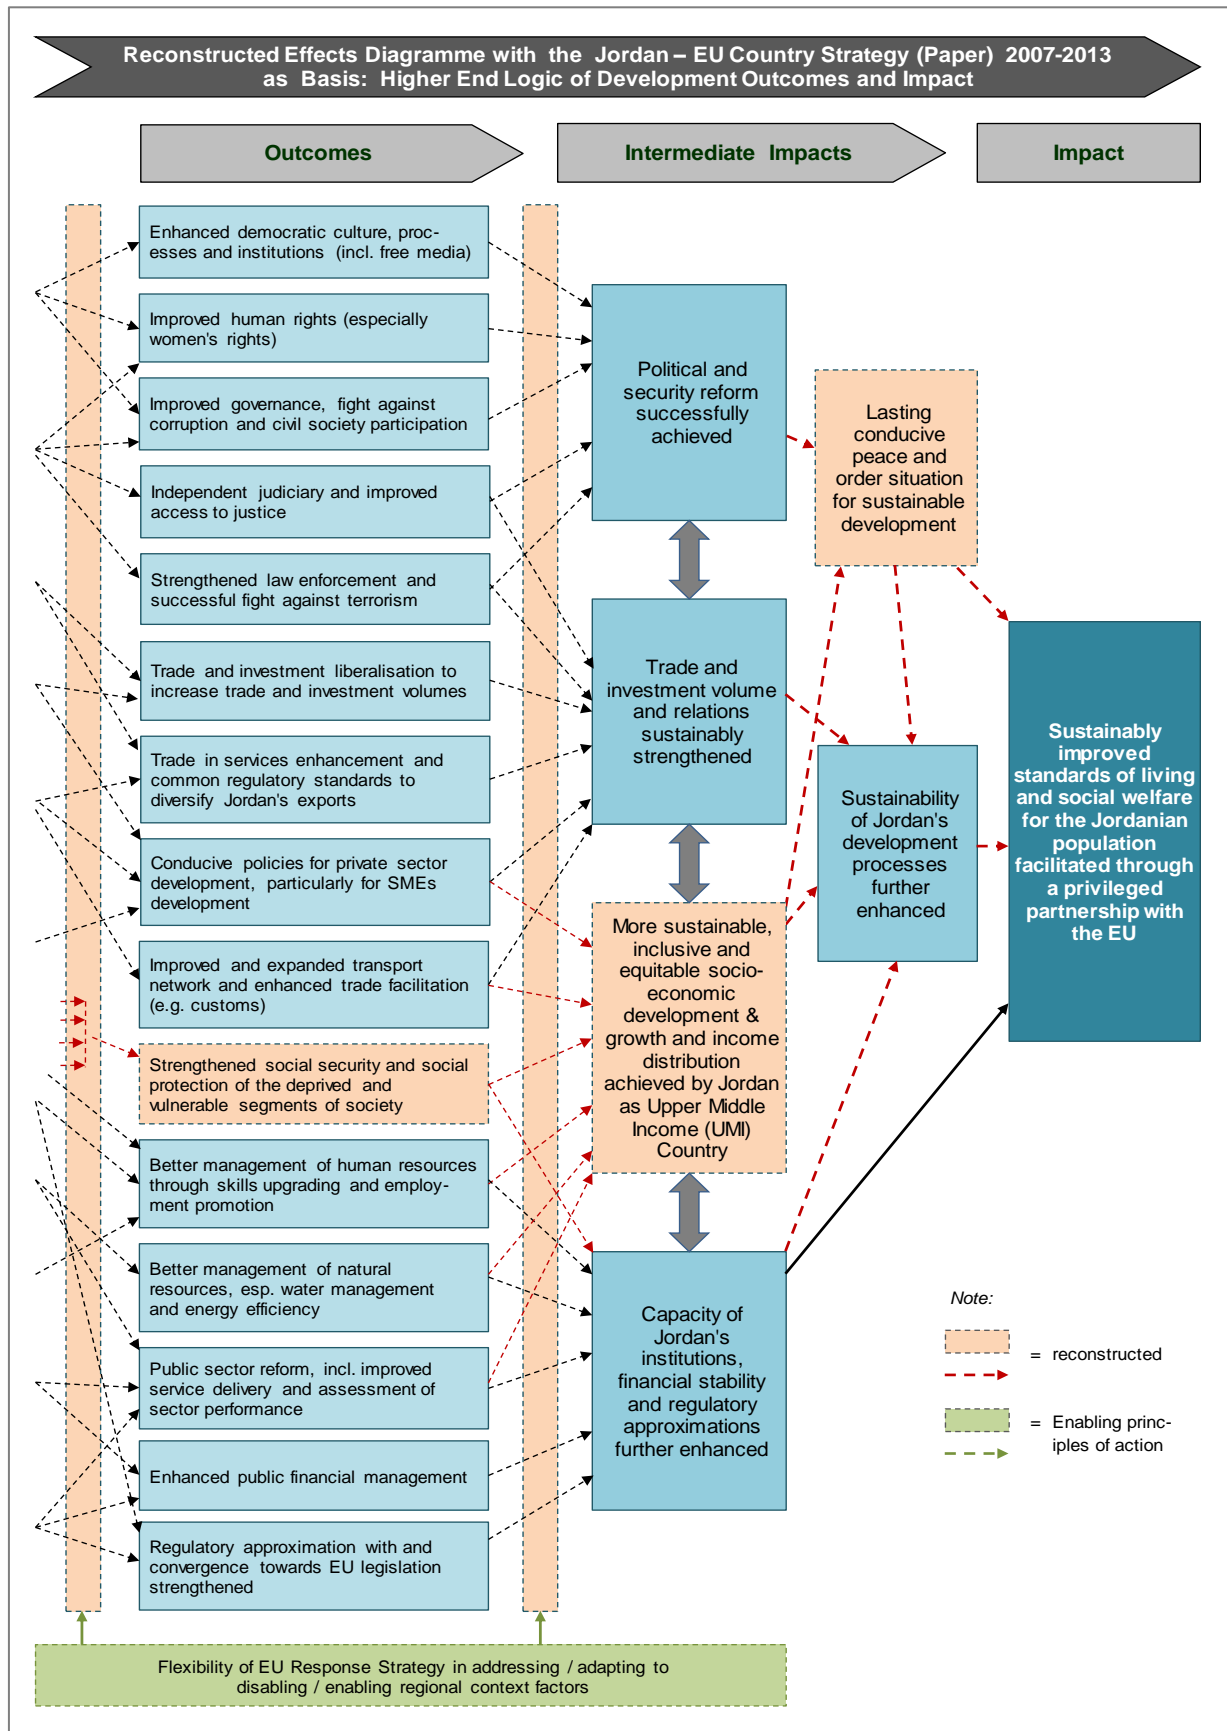 Reconstructed Effects Diagramme with the Jordan – EU Country Strategy (Paper) 2007-2013
as Basis: Higher End Logic of Development Outcomes and Impact
Outcomes
Intermediate Impacts
Impact
Enhanced democratic culture, proc-
esses and institutions (incl. free media)
Improved human rights (especially
women's rights)
Improved governance, fight against
corruption and civil society participation
Independent judiciary and improved
access to justice
Strengthened law enforcement and
successful fight against terrorism
Trade and investment liberalisation to
increase trade and investment volumes
Trade in services enhancement and
common regulatory standards to
diversify Jordan's exports
Conducive policies for private sector
development, particularly for SMEs
development
Improved and expanded transport
network and enhanced trade facilitation
(e.g. customs)
Strengthened social security and social
protection of the deprived and
vulnerable segments of society
Better management of human resources
through skills upgrading and employ-
ment promotion
Better management of natural
resources, esp. water management
and energy efficiency
Public sector reform, incl. improved
service delivery and assessment of
sector performance
Enhanced public financial management
Regulatory approximation with and
convergence towards EU legislation
strengthened
Political and
security reform
successfully
achieved
Trade and
investment volume
and relations
sustainably
strengthened
More sustainable,
inclusive and
equitable socio-
economic
development &
growth and income
distribution
achieved by Jordan
as Upper Middle
Income (UMI)
Country
Capacity of
Jordan's
institutions,
financial stability
and regulatory
approximations
further enhanced
Lasting
conducive
peace and
order situation
for sustainable
development
Sustainability
of Jordan's
development
processes
further
enhanced
Sustainably
improved
standards of living
and social welfare
for the Jordanian
population
facilitated through
a privileged
partnership with
the EU
Note:
= reconstructed
= Enabling princ-
iples of action
Flexibility of EU Response Strategy in addressing / adapting to
disabling / enabling regional context factors